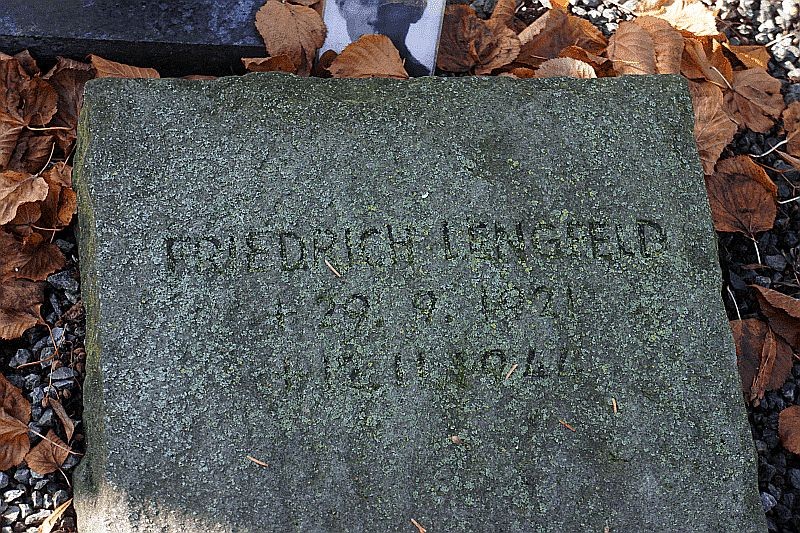 FRIEDRICH LENGFELD
* 29. 9. 1921
† 12. 11. 1944